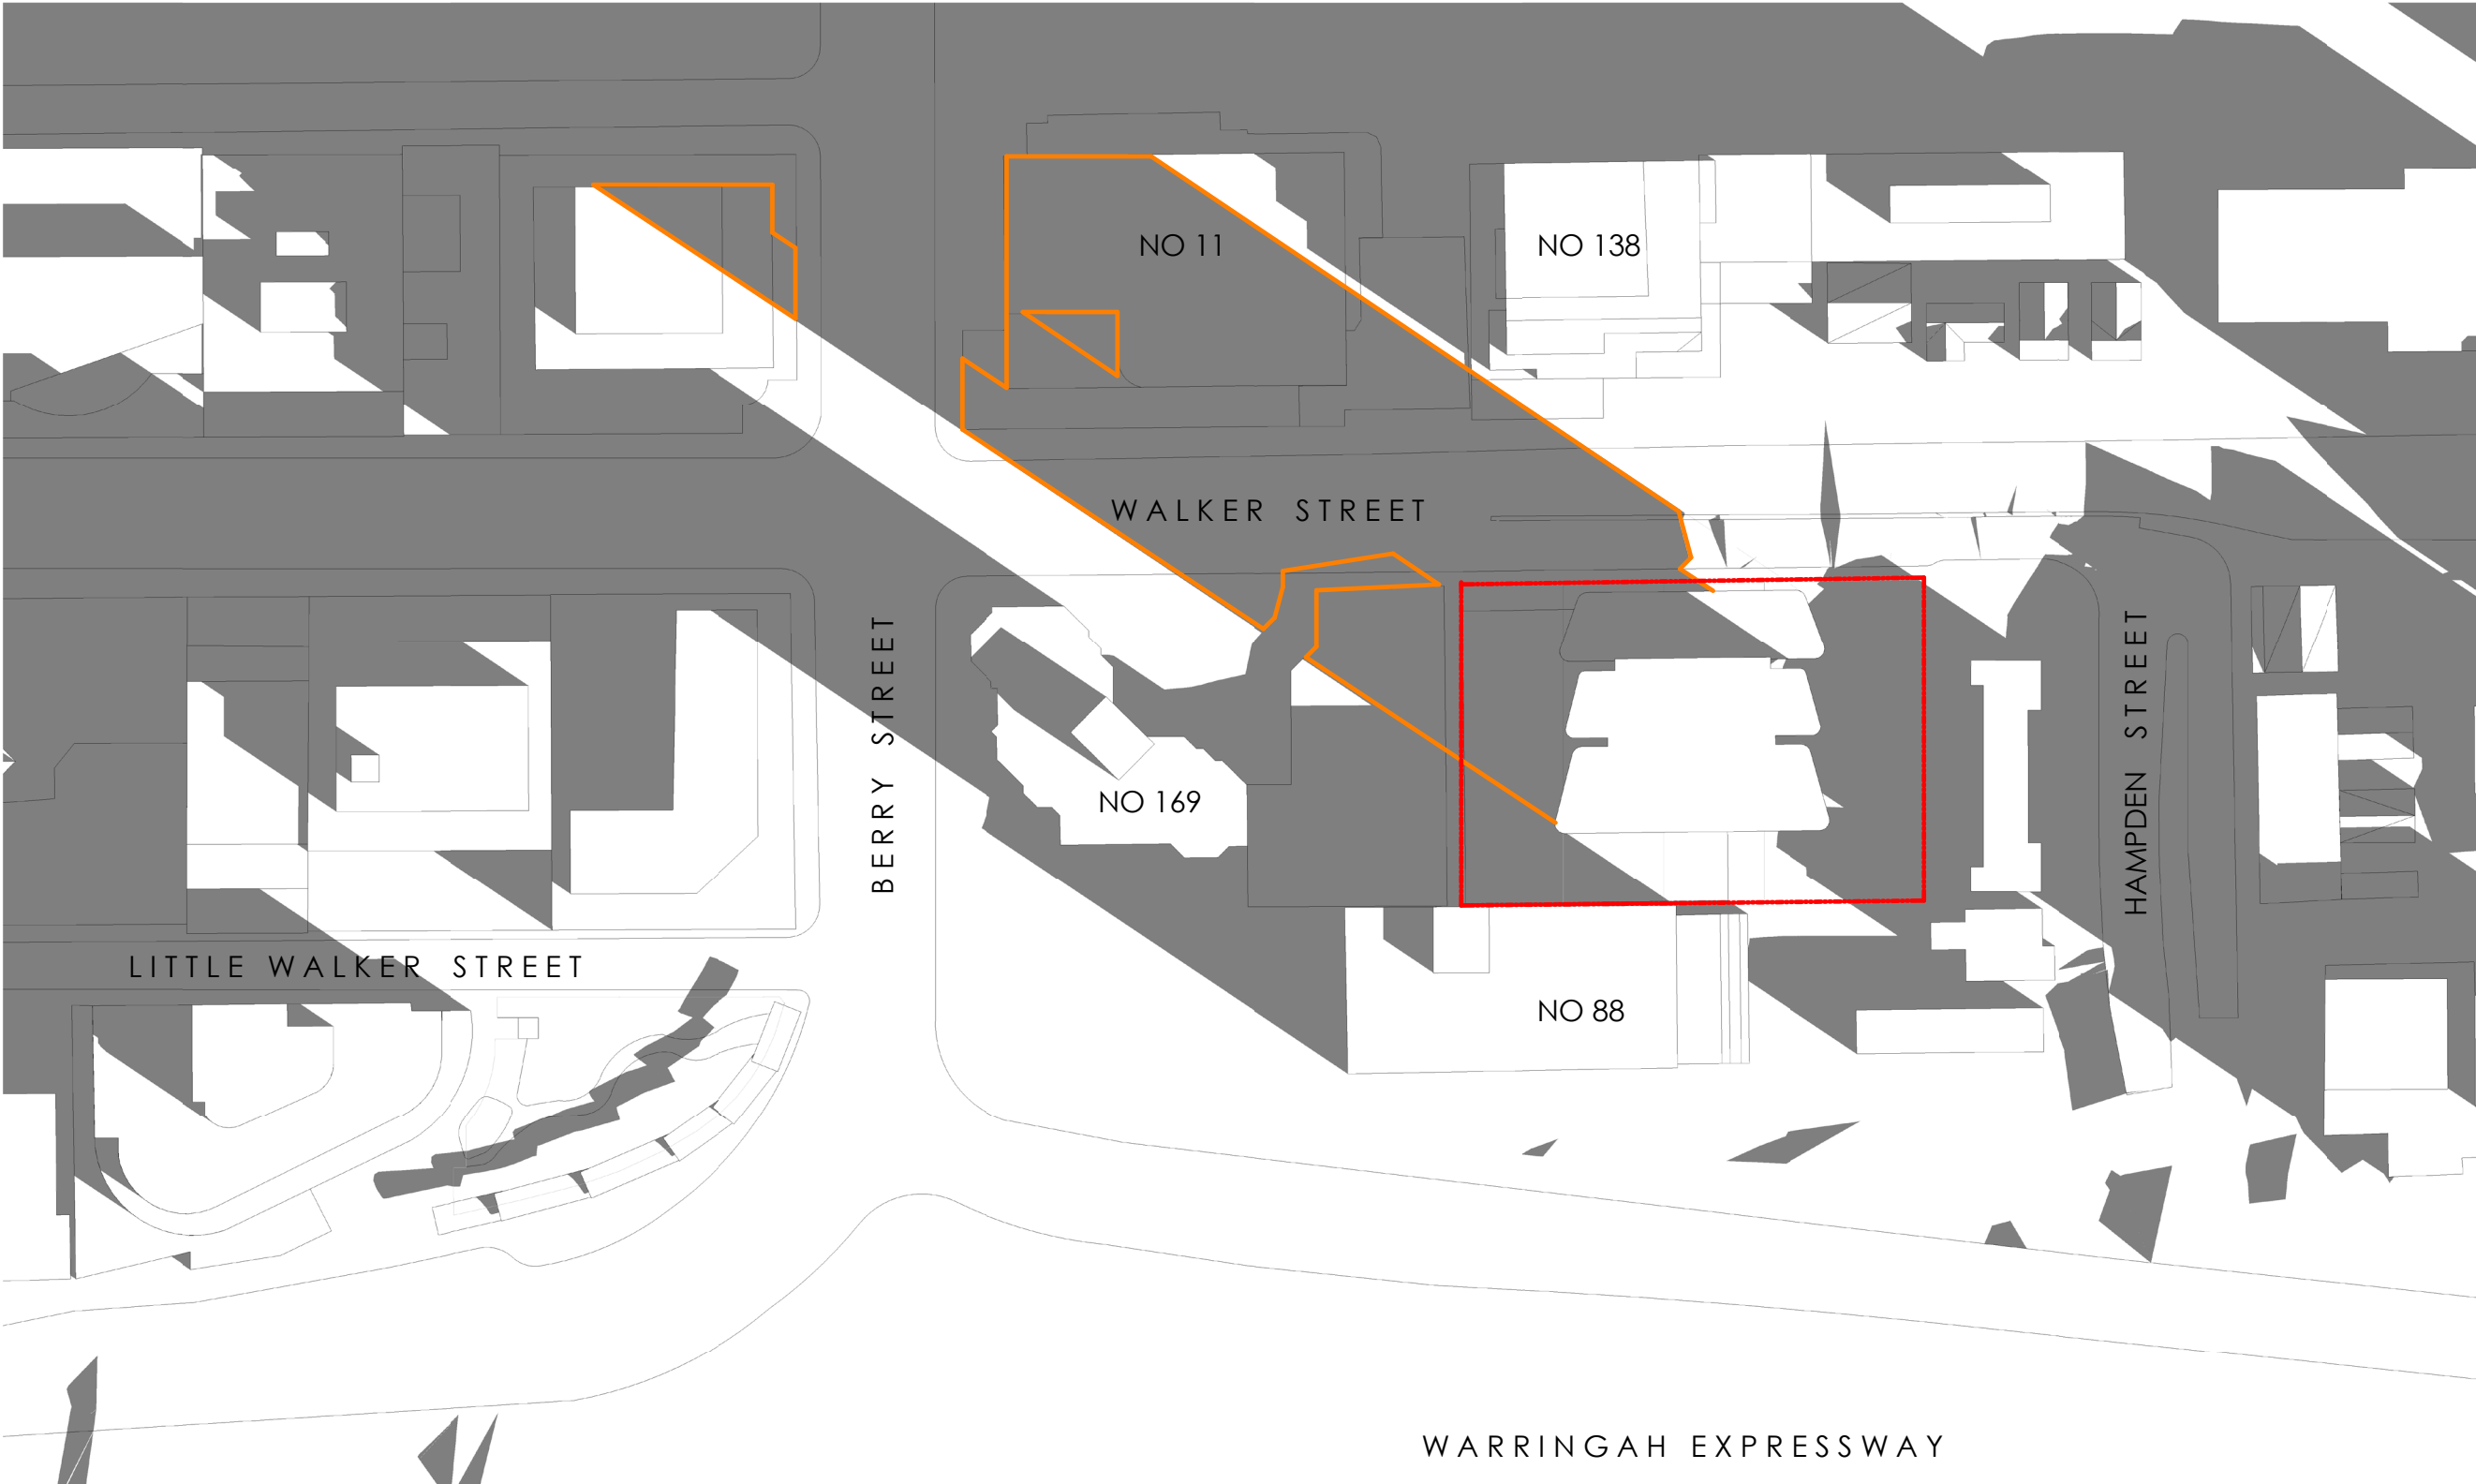 NO 11
NO 138
WALKER STREET
BERRY STREET
HAMPDEN STREET
NO 169
LITTLE WALKER STREET
NO 88
WARRINGAH EXPRESSWAY